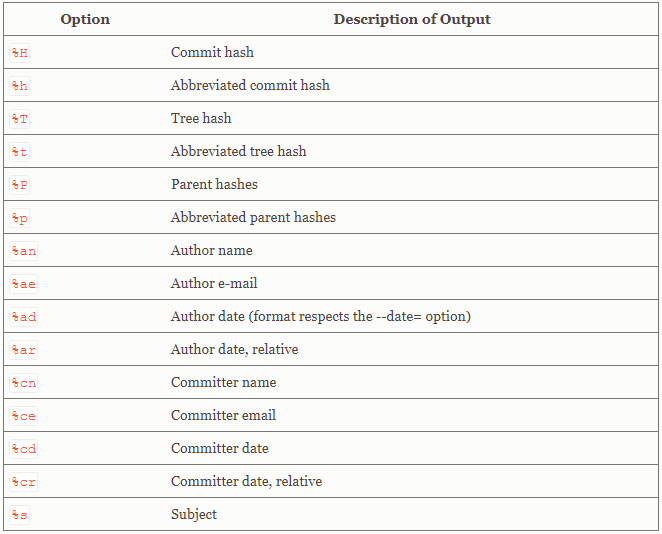 Option Description of Output
%H Commit hash
%h Abbreviated commit hash
%T Tree hash
%t Abbreviated tree hash
%P Parent hashes
%p Abbreviated parent hashes
%an Author name
%ae Author e-mail
%ad Author date (format respects the --date= option)
%ar Author date, relative
%cn Committer name
%ce Committer email
%cd Committer date
%cr Committer date, relative
%s Subject